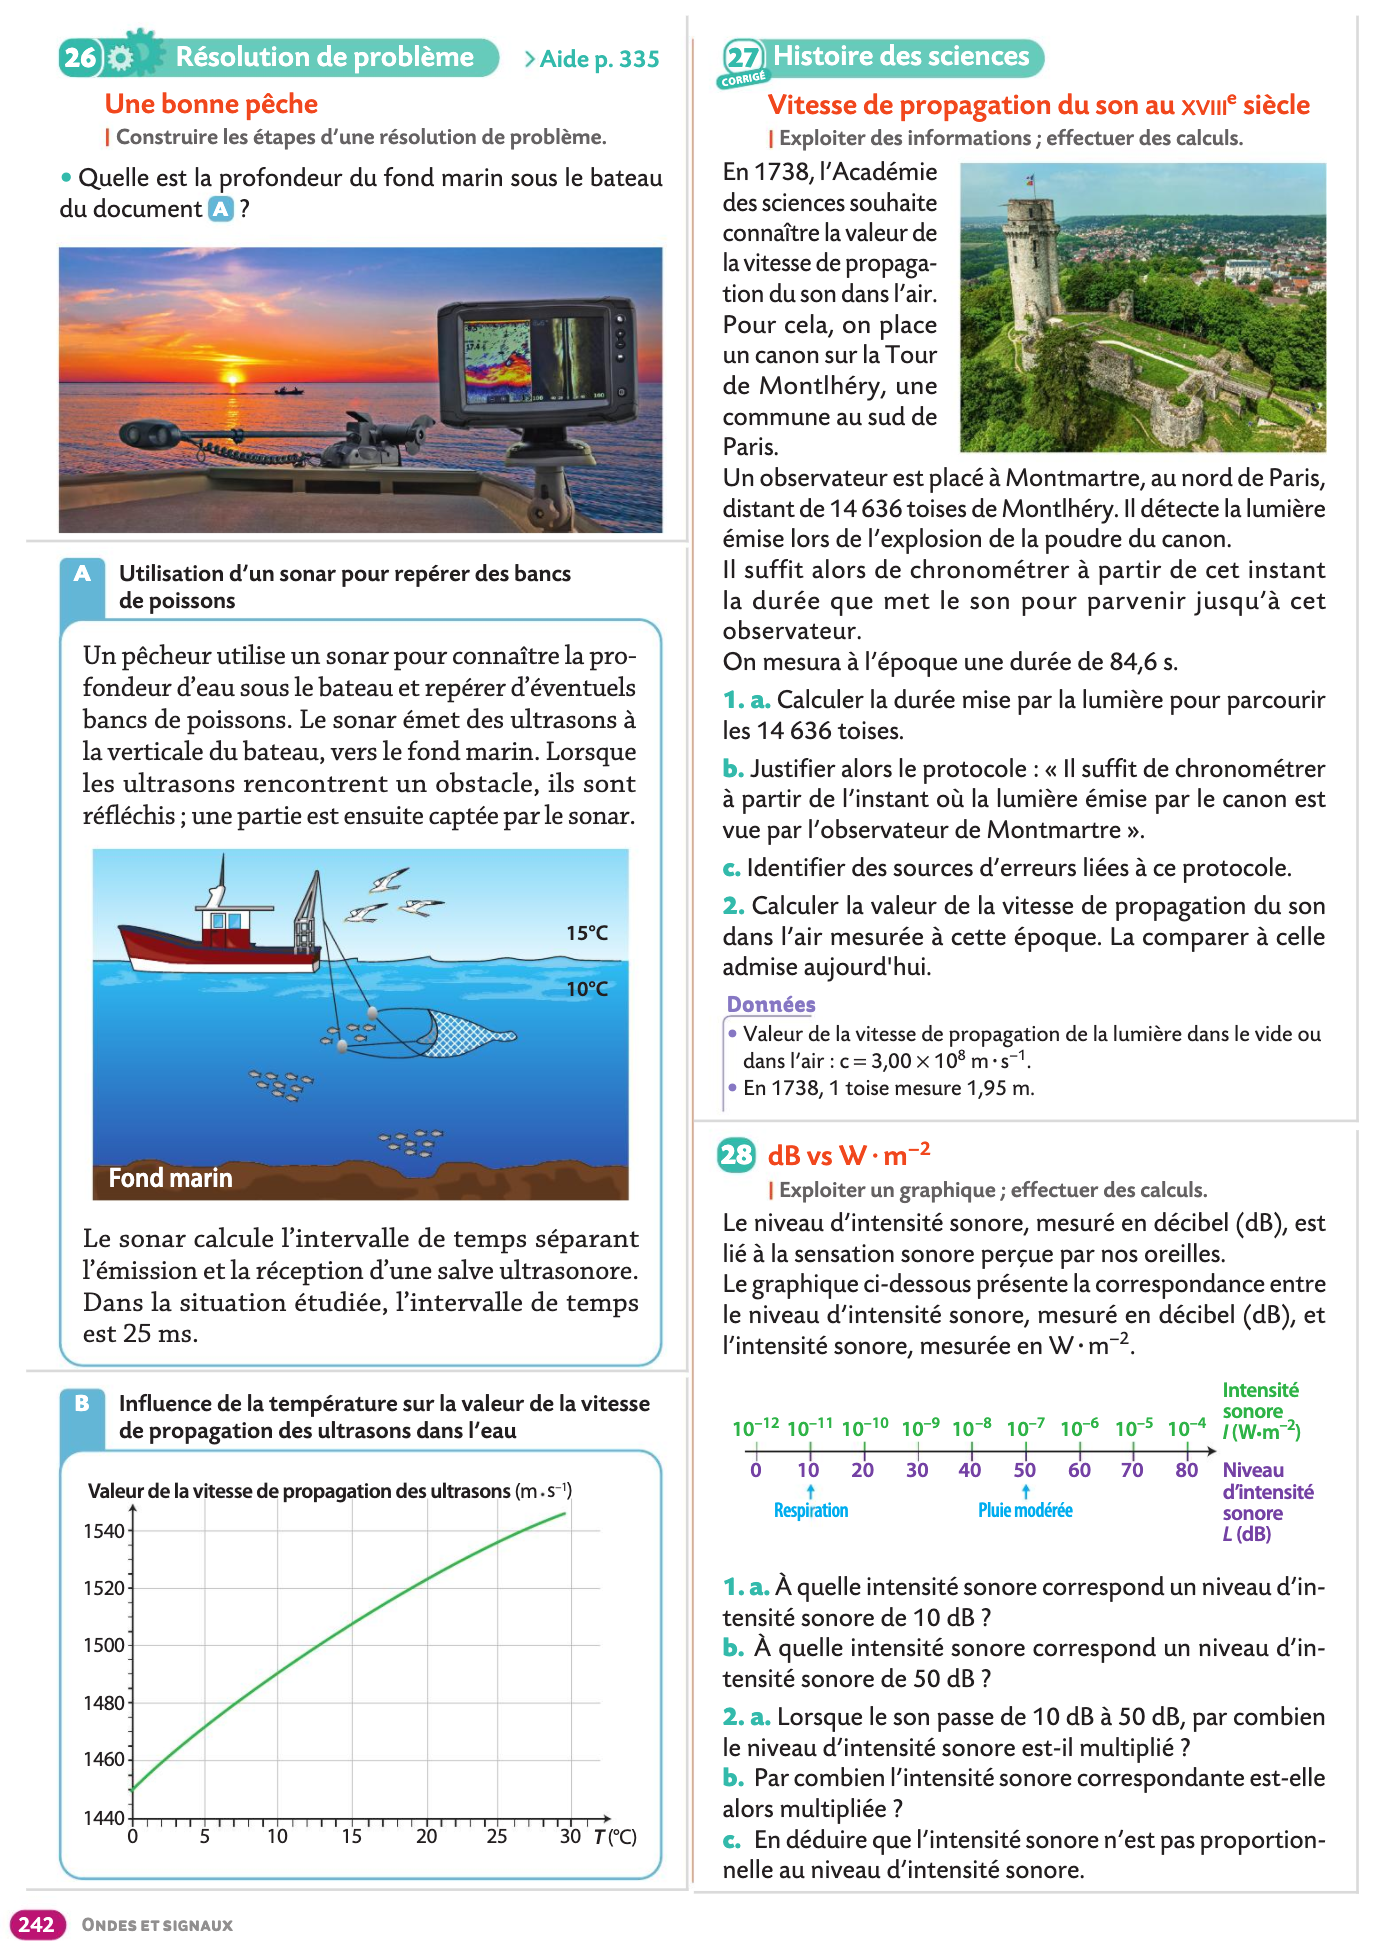 26 Résolution de problème > Aide p. 335
Une bonne pêche
| Construire les étapes d'une résolution de problème.
• Quelle est la profondeur du fond marin sous le bateau
du document A ?
17.4
100
100
A Utilisation d'un sonar pour repérer des bancs
de poissons
Un pêcheur utilise un sonar pour connaître la pro-
fondeur d'eau sous le bateau et repérer d'éventuels
bancs de poissons. Le sonar émet des ultrasons à
la verticale du bateau, vers le fond marin. Lorsque
les ultrasons rencontrent un obstacle, ils sont
réfléchis ; une partie est ensuite captée par le sonar.
15°C
10°C
Fond marin
Le sonar calcule l'intervalle de temps séparant
l'émission et la réception d'une salve ultrasonore.
Dans la situation étudiée, l'intervalle de temps
est 25 ms.
B Influence de la température sur la valeur de la vitesse
de propagation des ultrasons dans l'eau
Valeur de la vitesse de propagation des ultrasons (m·s⁻¹)
1540
1520
1500
1480
1460
1440
0 5 10 15 20 25 30 T (°C)
242 ONDES ET SIGNAUX
27 Histoire des sciences
CORRIGÉ
Vitesse de propagation du son au XVIIIe siècle
| Exploiter des informations ; effectuer des calculs.
En 1738, l'Académie
des sciences souhaite
connaître la valeur de
la vitesse de propaga-
tion du son dans l'air.
Pour cela, on place
un canon sur la Tour
de Montlhéry, une
commune au sud de
Paris.
Un observateur est placé à Montmartre, au nord de Paris,
distant de 14 636 toises de Montlhéry. Il détecte la lumière
émise lors de l'explosion de la poudre du canon.
Il suffit alors de chronométrer à partir de cet instant
la durée que met le son pour parvenir jusqu'à cet
observateur.
On mesura à l'époque une durée de 84,6 s.
1. a. Calculer la durée mise par la lumière pour parcourir
les 14 636 toises.
b. Justifier alors le protocole : « Il suffit de chronométrer
à partir de l'instant où la lumière émise par le canon est
vue par l'observateur de Montmartre ».
c. Identifier des sources d'erreurs liées à ce protocole.
2. Calculer la valeur de la vitesse de propagation du son
dans l'air mesurée à cette époque. La comparer à celle
admise aujourd'hui.
Données
• Valeur de la vitesse de propagation de la lumière dans le vide ou
dans l'air : c = 3,00 × 10⁸ m·s⁻¹.
• En 1738, 1 toise mesure 1,95 m.
28 dB vs W·m⁻²
| Exploiter un graphique ; effectuer des calculs.
Le niveau d'intensité sonore, mesuré en décibel (dB), est
lié à la sensation sonore perçue par nos oreilles.
Le graphique ci-dessous présente la correspondance entre
le niveau d'intensité sonore, mesuré en décibel (dB), et
l'intensité sonore, mesurée en W·m⁻².
Intensité
sonore
10⁻¹² 10⁻¹¹ 10⁻¹⁰ 10⁻⁹ 10⁻⁸ 10⁻⁷ 10⁻⁶ 10⁻⁵ 10⁻⁴ I (W·m⁻²)
0 10 20 30 40 50 60 70 80 Niveau
d'intensité
Respiration Pluie modérée sonore
L (dB)
1. a. À quelle intensité sonore correspond un niveau d'in-
tensité sonore de 10 dB ?
b. À quelle intensité sonore correspond un niveau d'in-
tensité sonore de 50 dB ?
2. a. Lorsque le son passe de 10 dB à 50 dB, par combien
le niveau d'intensité sonore est-il multiplié ?
b. Par combien l'intensité sonore correspondante est-elle
alors multipliée ?
c. En déduire que l'intensité sonore n'est pas proportion-
nelle au niveau d'intensité sonore.